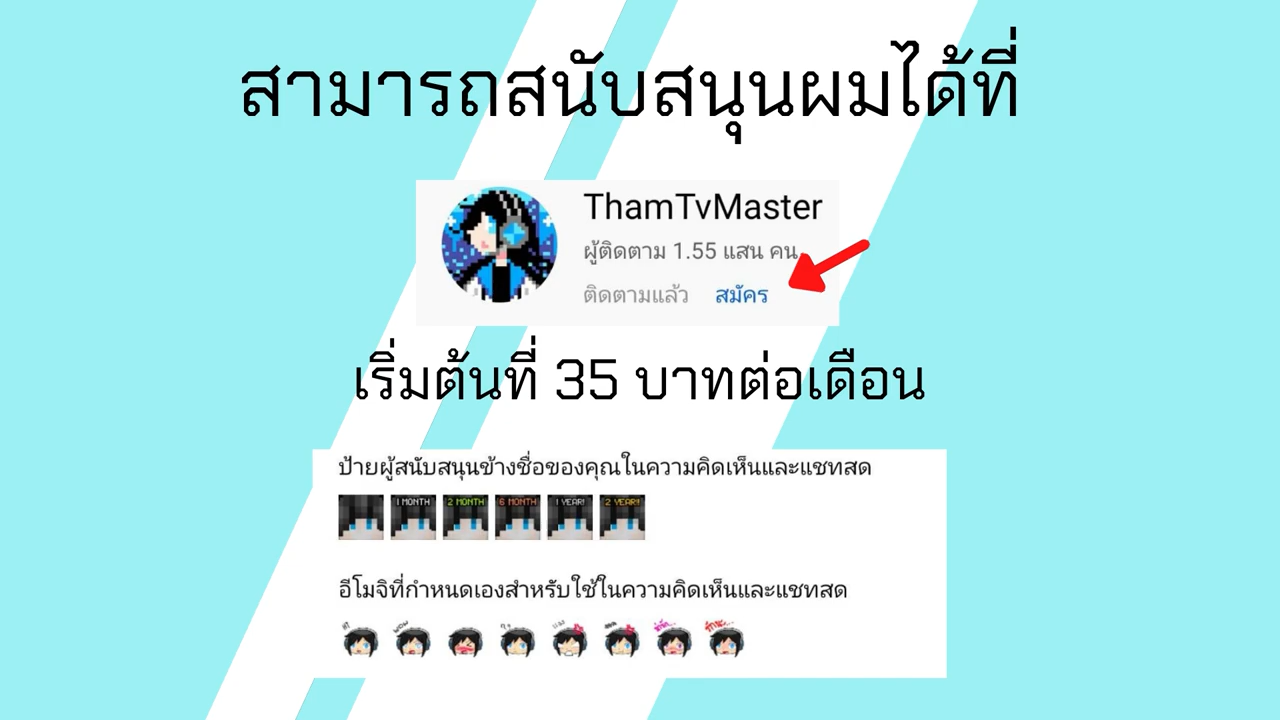 สามารถสนับสนุนผมได้ที่
ThamTvMaster
ผู้ติดตาม 1.55 แสน คน
ติดตามแล้ว สมัคร
เริ่มต้นที่ 35 บาทต่อเดือน
ป้ายผู้สนับสนุนข้างชื่อของคุณในความคิดเห็นและแชทสด
1 MONTH 2 MONTH 6 MONTH 1 YEAR! 2 YEAR!!
อีโมจิที่กำหนดเองสำหรับใช้ในความคิดเห็นและแชทสด
WOW